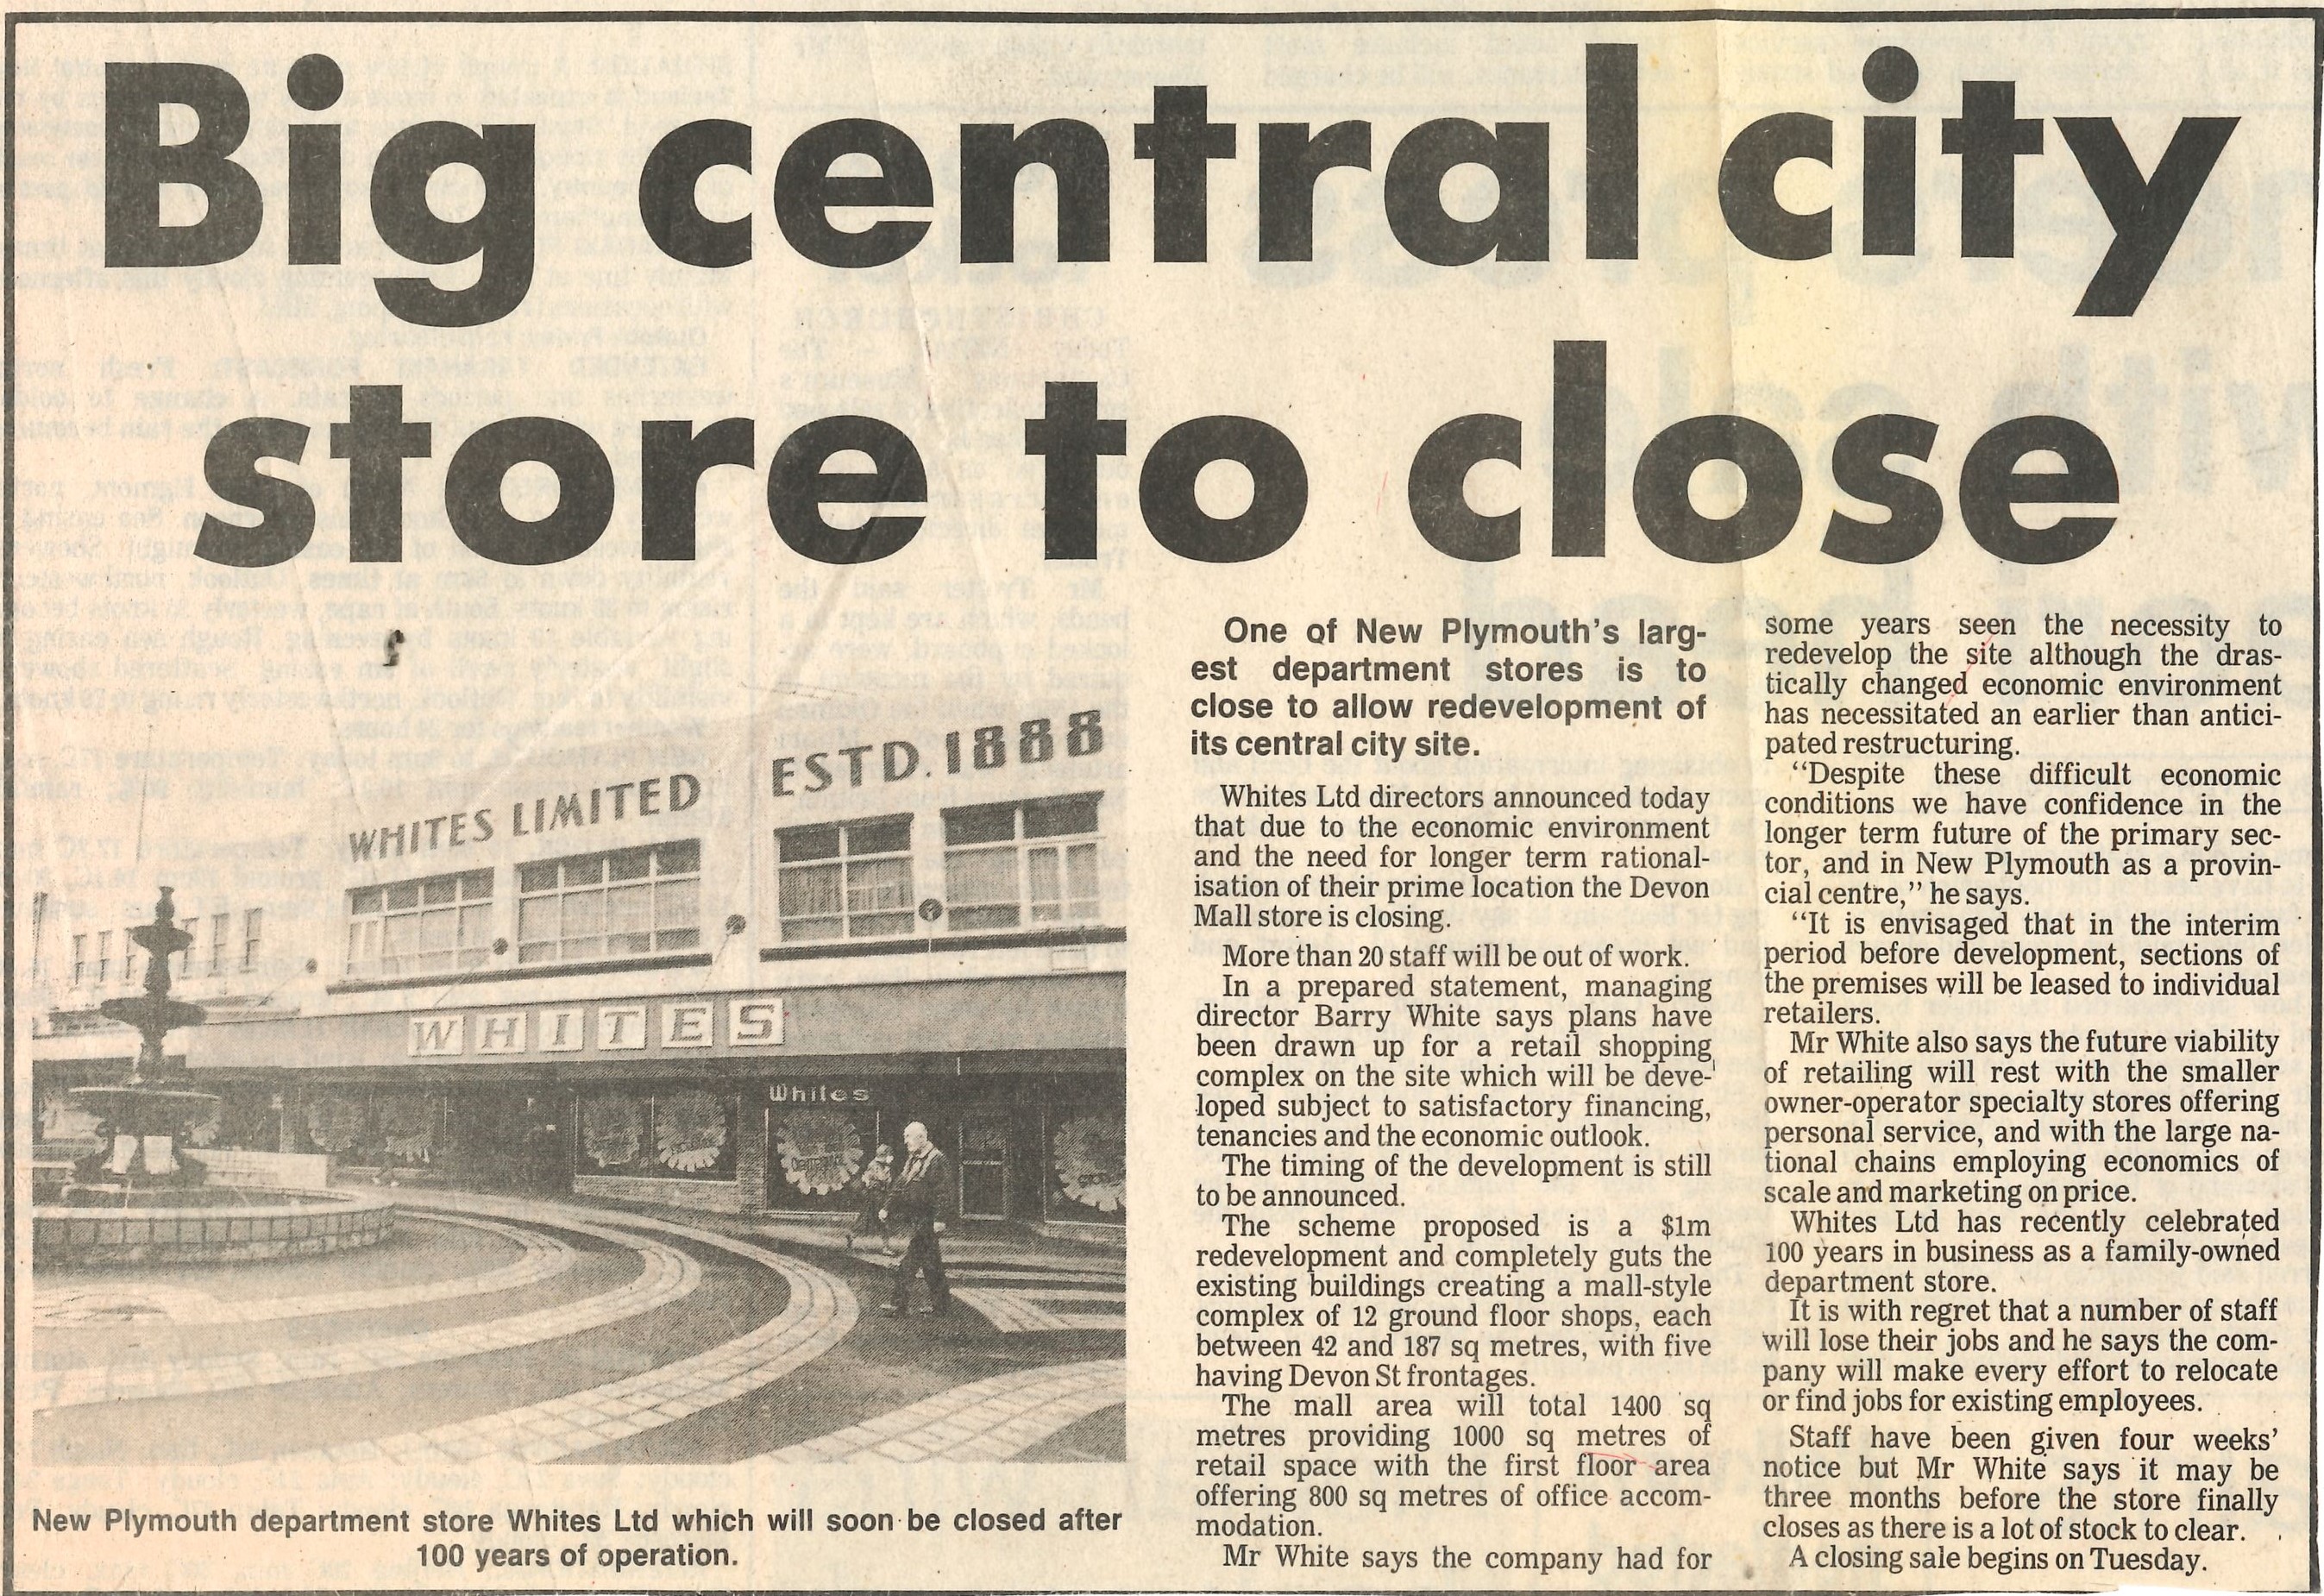 Big central city
store to close
WHITES LIMITED ESTD. 1888
WHITES
Whites
New Plymouth department store Whites Ltd which will soon be closed after
100 years of operation.
One of New Plymouth's larg-
est department stores is to
close to allow redevelopment of
its central city site.
Whites Ltd directors announced today
that due to the economic environment
and the need for longer term rational-
isation of their prime location the Devon
Mall store is closing.
More than 20 staff will be out of work.
In a prepared statement, managing
director Barry White says plans have
been drawn up for a retail shopping
complex on the site which will be deve-
loped subject to satisfactory financing,
tenancies and the economic outlook.
The timing of the development is still
to be announced.
The scheme proposed is a $1m
redevelopment and completely guts the
existing buildings creating a mall-style
complex of 12 ground floor shops, each
between 42 and 187 sq metres, with five
having Devon St frontages.
The mall area will total 1400 sq
metres providing 1000 sq metres of
retail space with the first floor area
offering 800 sq metres of office accom-
modation.
Mr White says the company had for
some years seen the necessity to
redevelop the site although the dras-
tically changed economic environment
has necessitated an earlier than antici-
pated restructuring.
"Despite these difficult economic
conditions we have confidence in the
longer term future of the primary sec-
tor, and in New Plymouth as a provin-
cial centre," he says.
"It is envisaged that in the interim
period before development, sections of
the premises will be leased to individual
retailers.
Mr White also says the future viability
of retailing will rest with the smaller
owner-operator specialty stores offering
personal service, and with the large na-
tional chains employing economics of
scale and marketing on price.
Whites Ltd has recently celebrated
100 years in business as a family-owned
department store.
It is with regret that a number of staff
will lose their jobs and he says the com-
pany will make every effort to relocate
or find jobs for existing employees.
Staff have been given four weeks'
notice but Mr White says it may be
three months before the store finally
closes as there is a lot of stock to clear.
A closing sale begins on Tuesday.